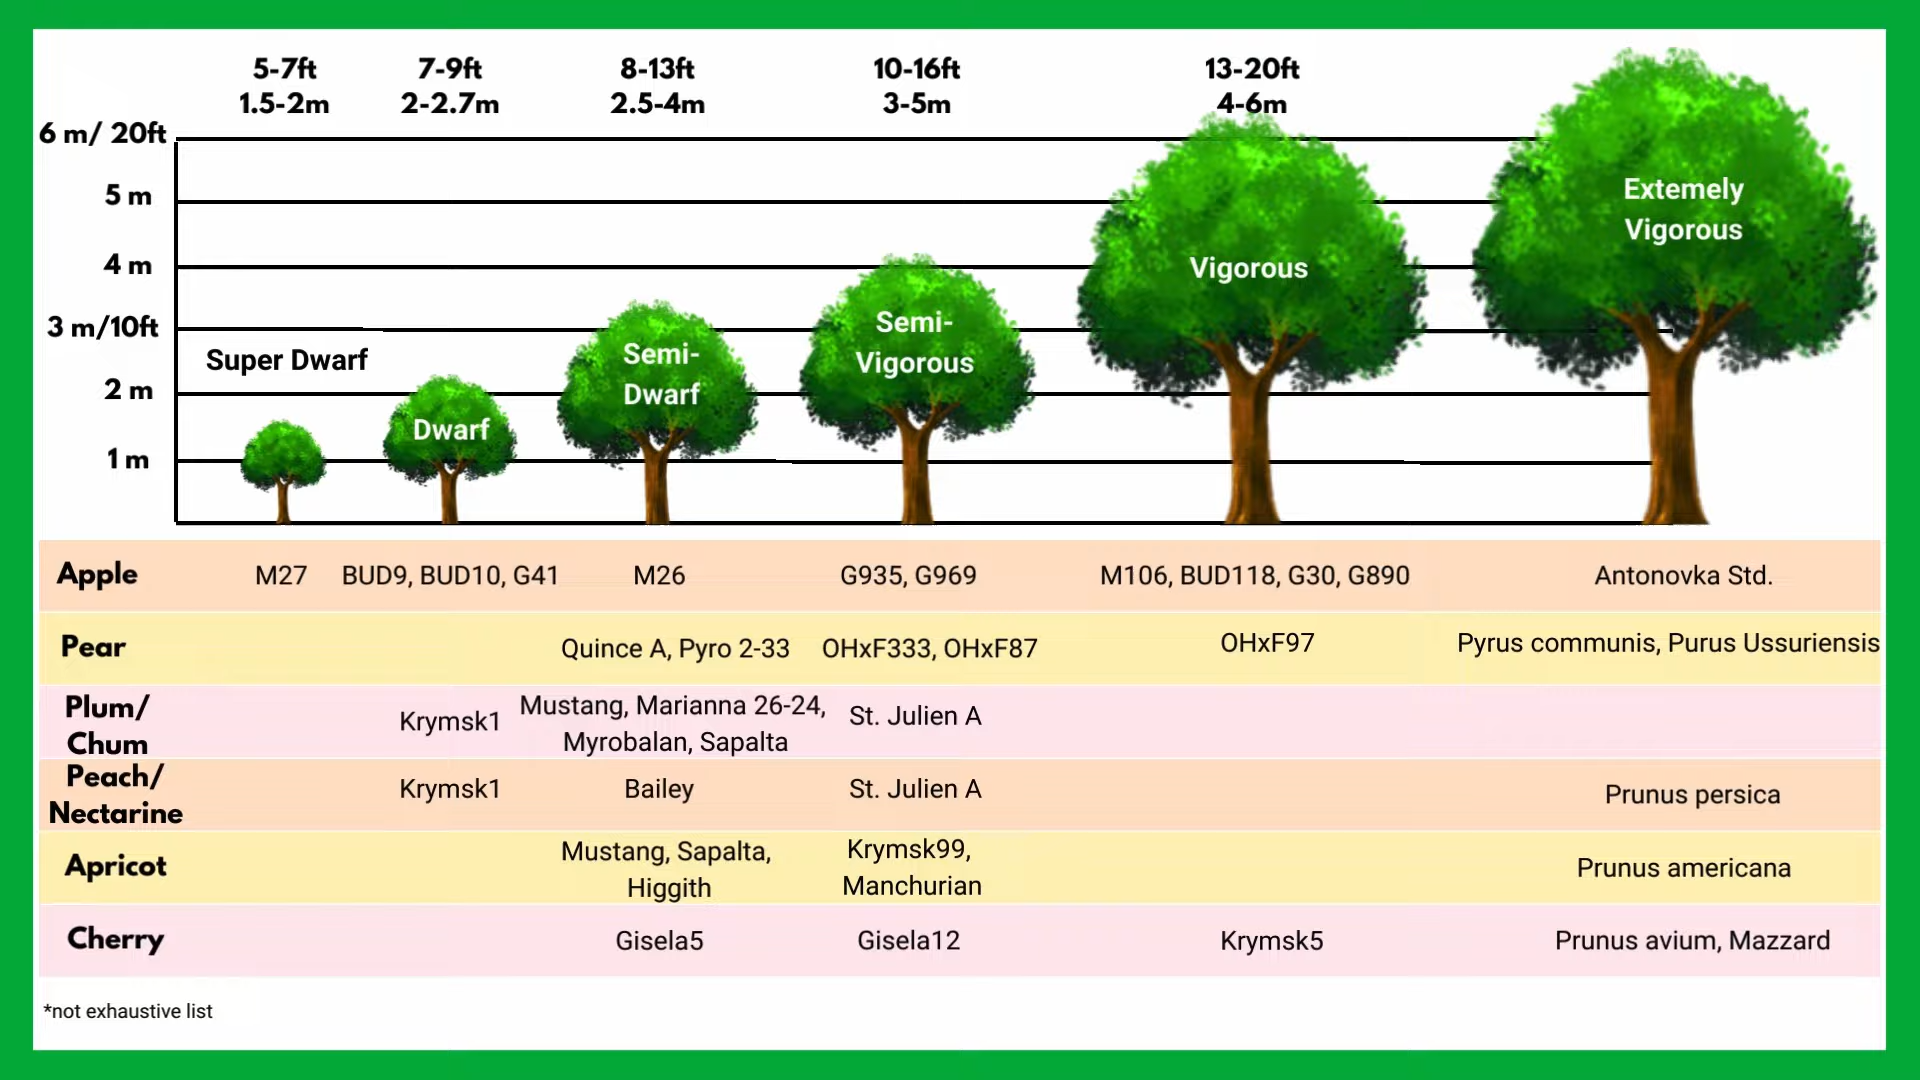 5-7ft 7-9ft 8-13ft 10-16ft 13-20ft
1.5-2m 2-2.7m 2.5-4m 3-5m 4-6m
6 m/ 20ft
5 m
4 m
3 m/10ft
2 m
1 m
Super Dwarf
Dwarf
Semi-
Dwarf
Semi-
Vigorous
Vigorous
Extemely
Vigorous
Apple M27 BUD9, BUD10, G41 M26 G935, G969 M106, BUD118, G30, G890 Antonovka Std.
Pear Quince A, Pyro 2-33 OHxF333, OHxF87 OHxF97 Pyrus communis, Purus Ussuriensis
Plum/
Chum
Krymsk1
Mustang, Marianna 26-24,
Myrobalan, Sapalta
St. Julien A
Peach/
Nectarine
Krymsk1 Bailey St. Julien A Prunus persica
Apricot
Mustang, Sapalta,
Higgith
Krymsk99,
Manchurian
Prunus americana
Cherry Gisela5 Gisela12 Krymsk5 Prunus avium, Mazzard
*not exhaustive list